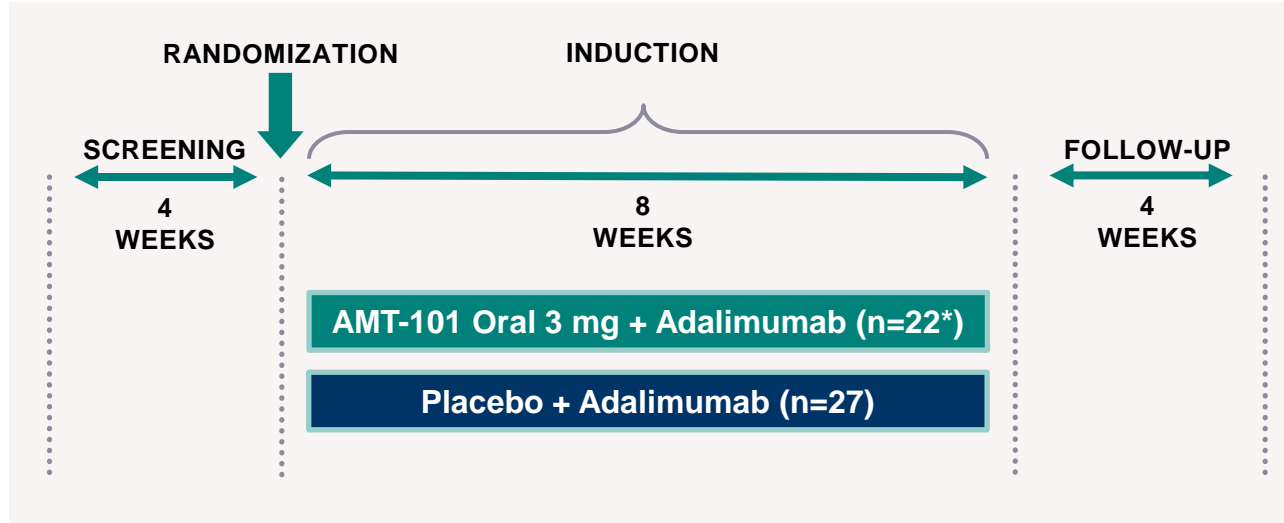 RANDOMIZATION
INDUCTION
SCREENING
FOLLOW-UP
4
WEEKS
8
WEEKS
4
WEEKS
AMT-101 Oral 3 mg + Adalimumab (n=22*)
Placebo + Adalimumab (n=27)